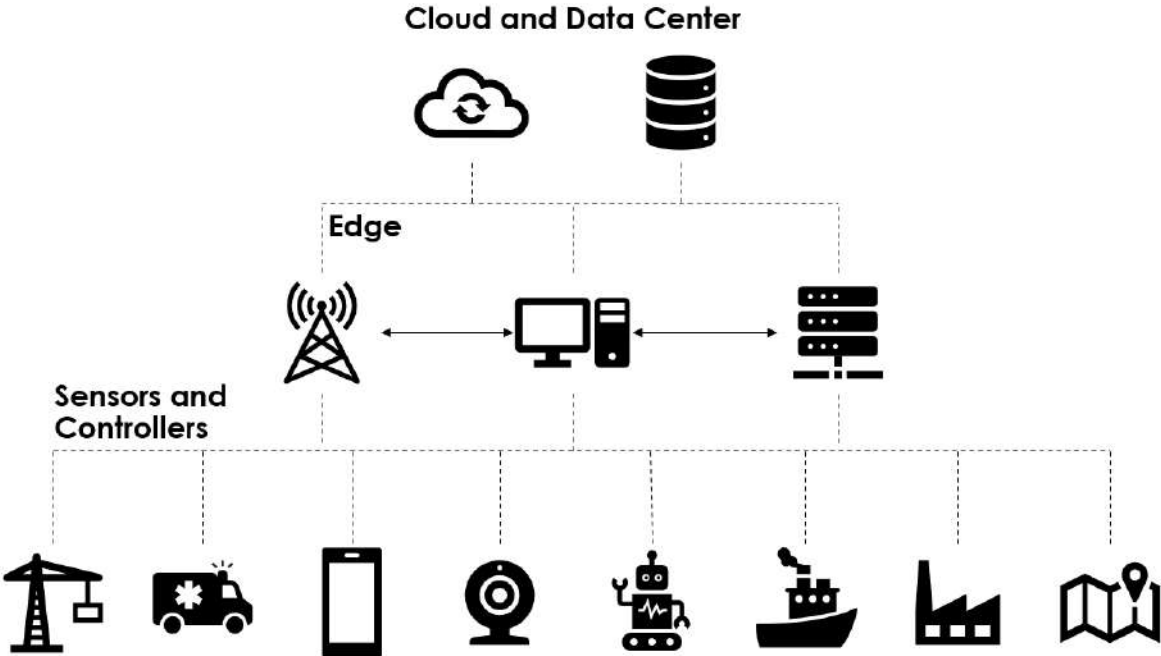 Cloud and Data Center
Edge
Sensors and
Controllers